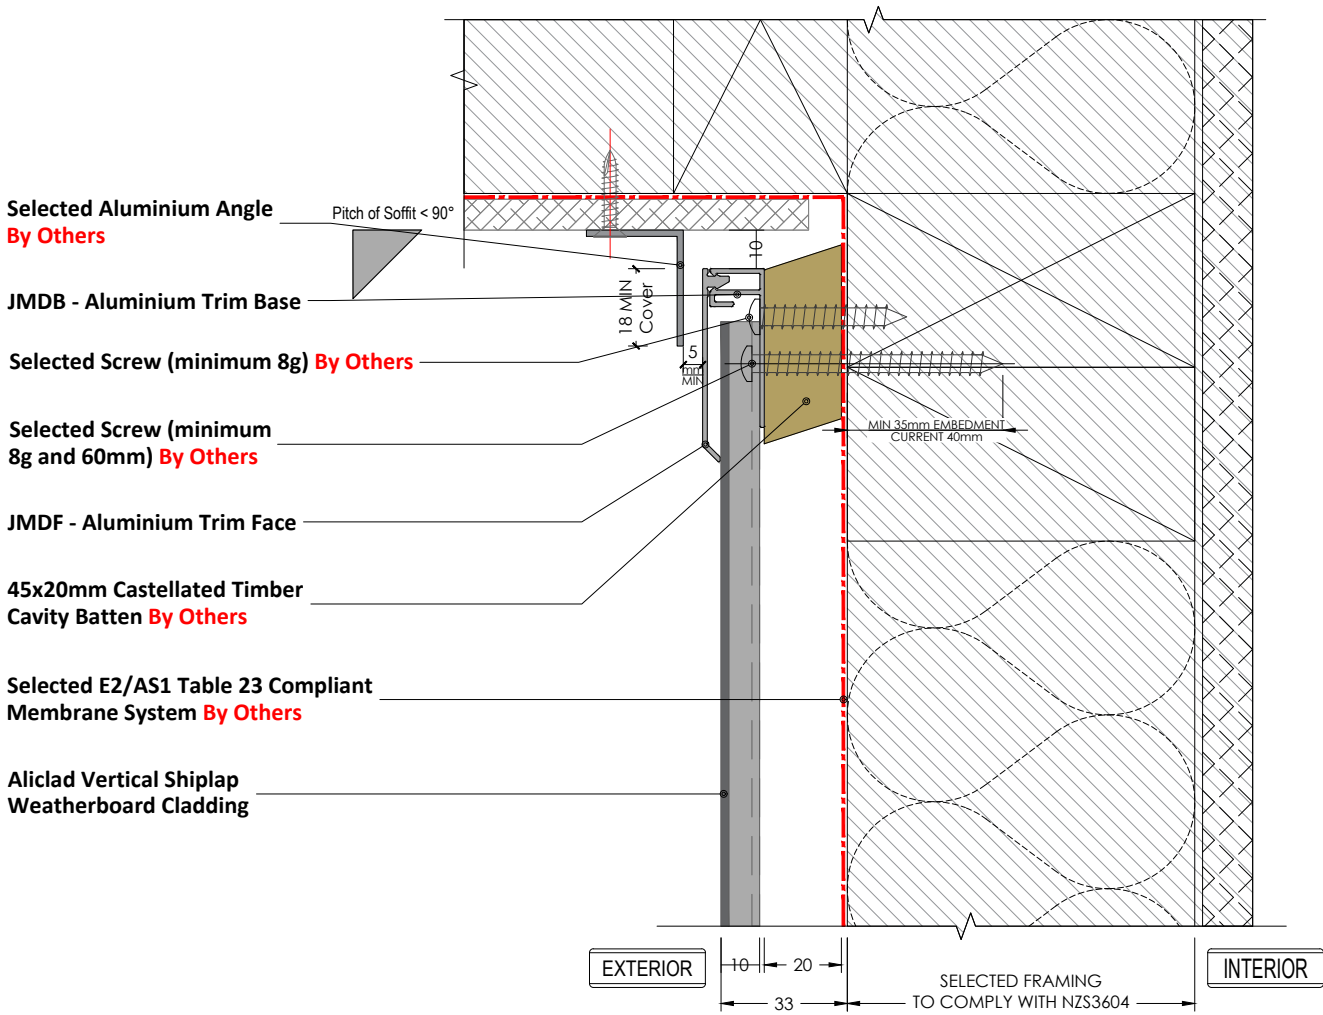 Selected Aluminium Angle
By Others
Pitch of Soffit < 90°
10
JMDB - Aluminium Trim Base
18 MIN
Cover
Selected Screw (minimum 8g) By Others
5
mm
MIN
Selected Screw (minimum
8g and 60mm) By Others
MIN 35mm EMBEDMENT
CURRENT 40mm
JMDF - Aluminium Trim Face
45x20mm Castellated Timber
Cavity Batten By Others
Selected E2/AS1 Table 23 Compliant
Membrane System By Others
Aliclad Vertical Shiplap
Weatherboard Cladding
EXTERIOR
10
20
33
SELECTED FRAMING
TO COMPLY WITH NZS3604
INTERIOR